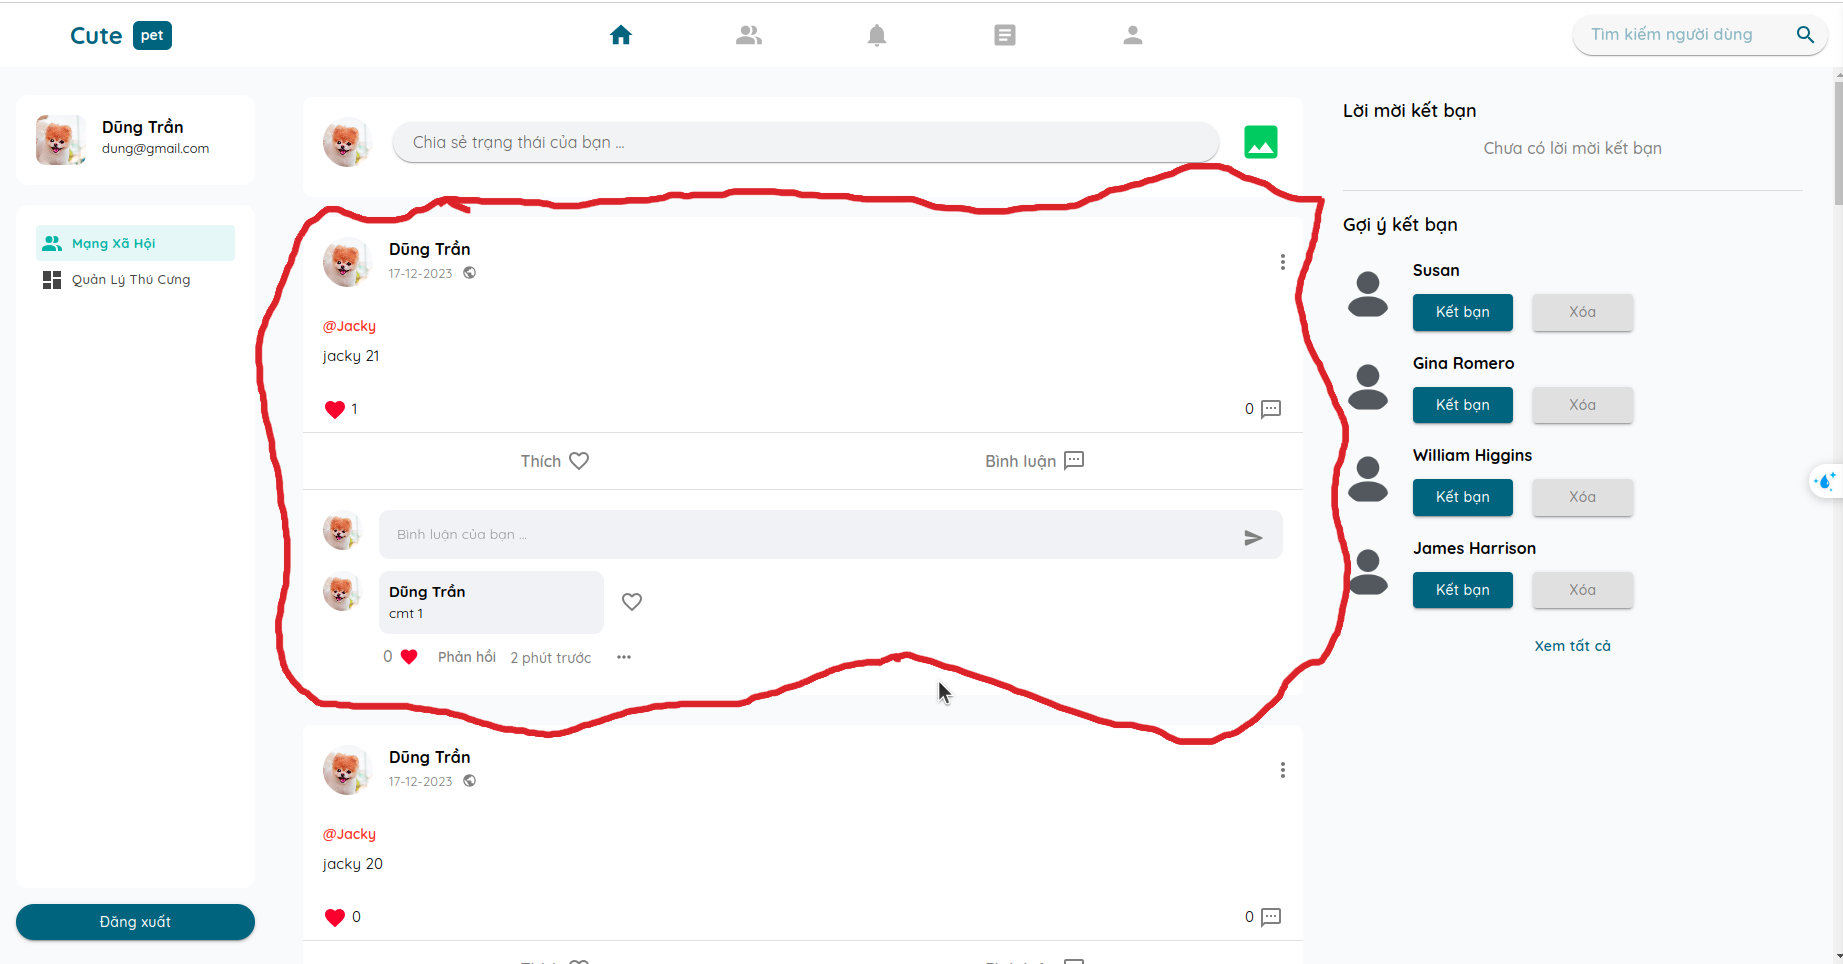 Cute pet
Tìm kiếm người dùng
Dũng Trần
dung@gmail.com
Mạng Xã Hội
Quản Lý Thú Cưng
Đăng xuất
Chia sẻ trạng thái của bạn ...
Dũng Trần
17-12-2023
@Jacky
jacky 21
1
0
Thích
Bình luận
Bình luận của bạn ...
Dũng Trần
cmt 1
0 Phản hồi 2 phút trước
Dũng Trần
17-12-2023
@Jacky
jacky 20
0
0
Lời mời kết bạn
Chưa có lời mời kết bạn
Gợi ý kết bạn
Susan
Kết bạn Xóa
Gina Romero
Kết bạn Xóa
William Higgins
Kết bạn Xóa
James Harrison
Kết bạn Xóa
Xem tất cả